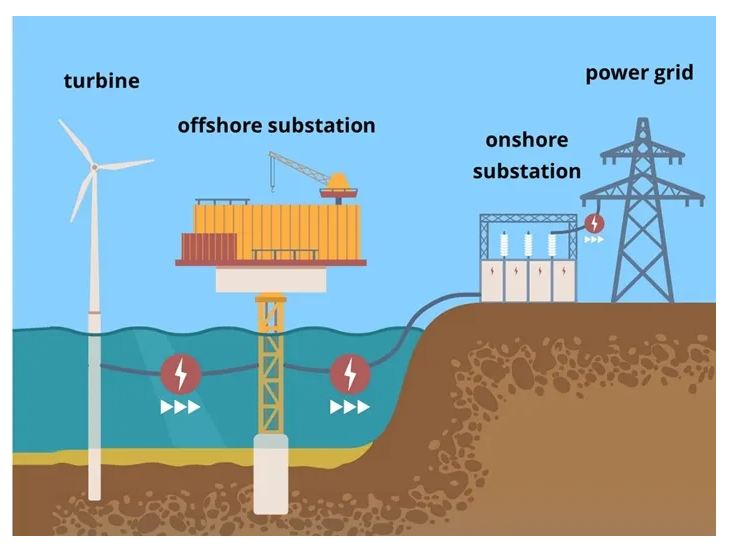 turbine
offshore substation
onshore
substation
power grid